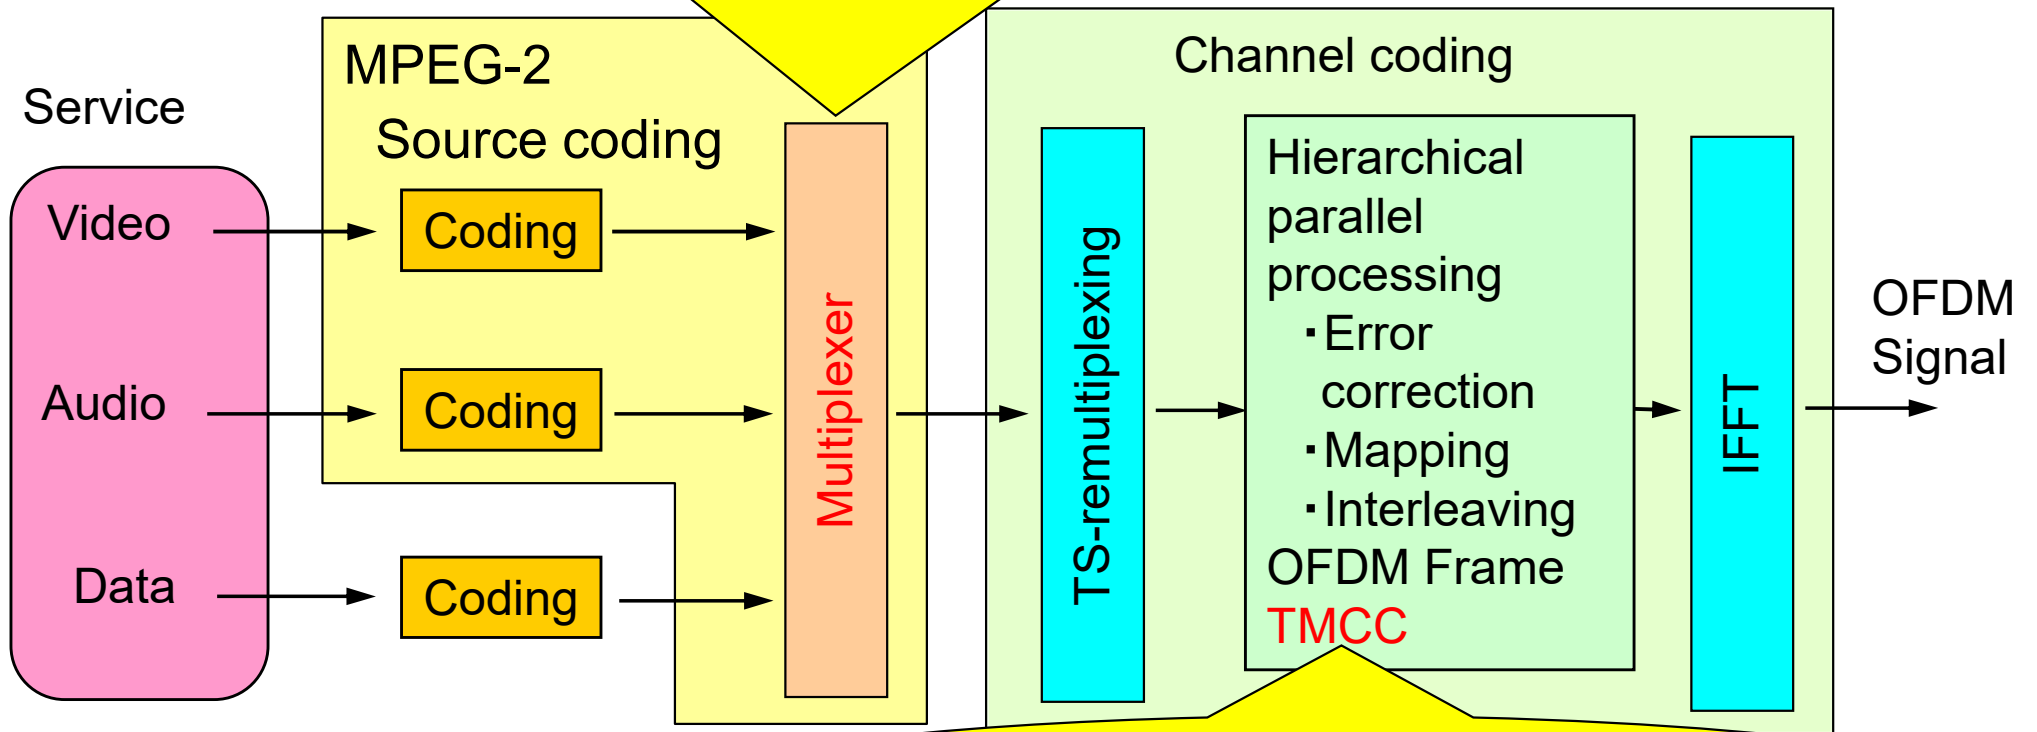 Service
Video
Audio
Data
MPEG-2
Source coding
Coding
Coding
Coding
Multiplexer
Channel coding
TS-remultiplexing
Hierarchical
parallel
processing
・Error
correction
・Mapping
・Interleaving
OFDM Frame
TMCC
IFFT
OFDM
Signal